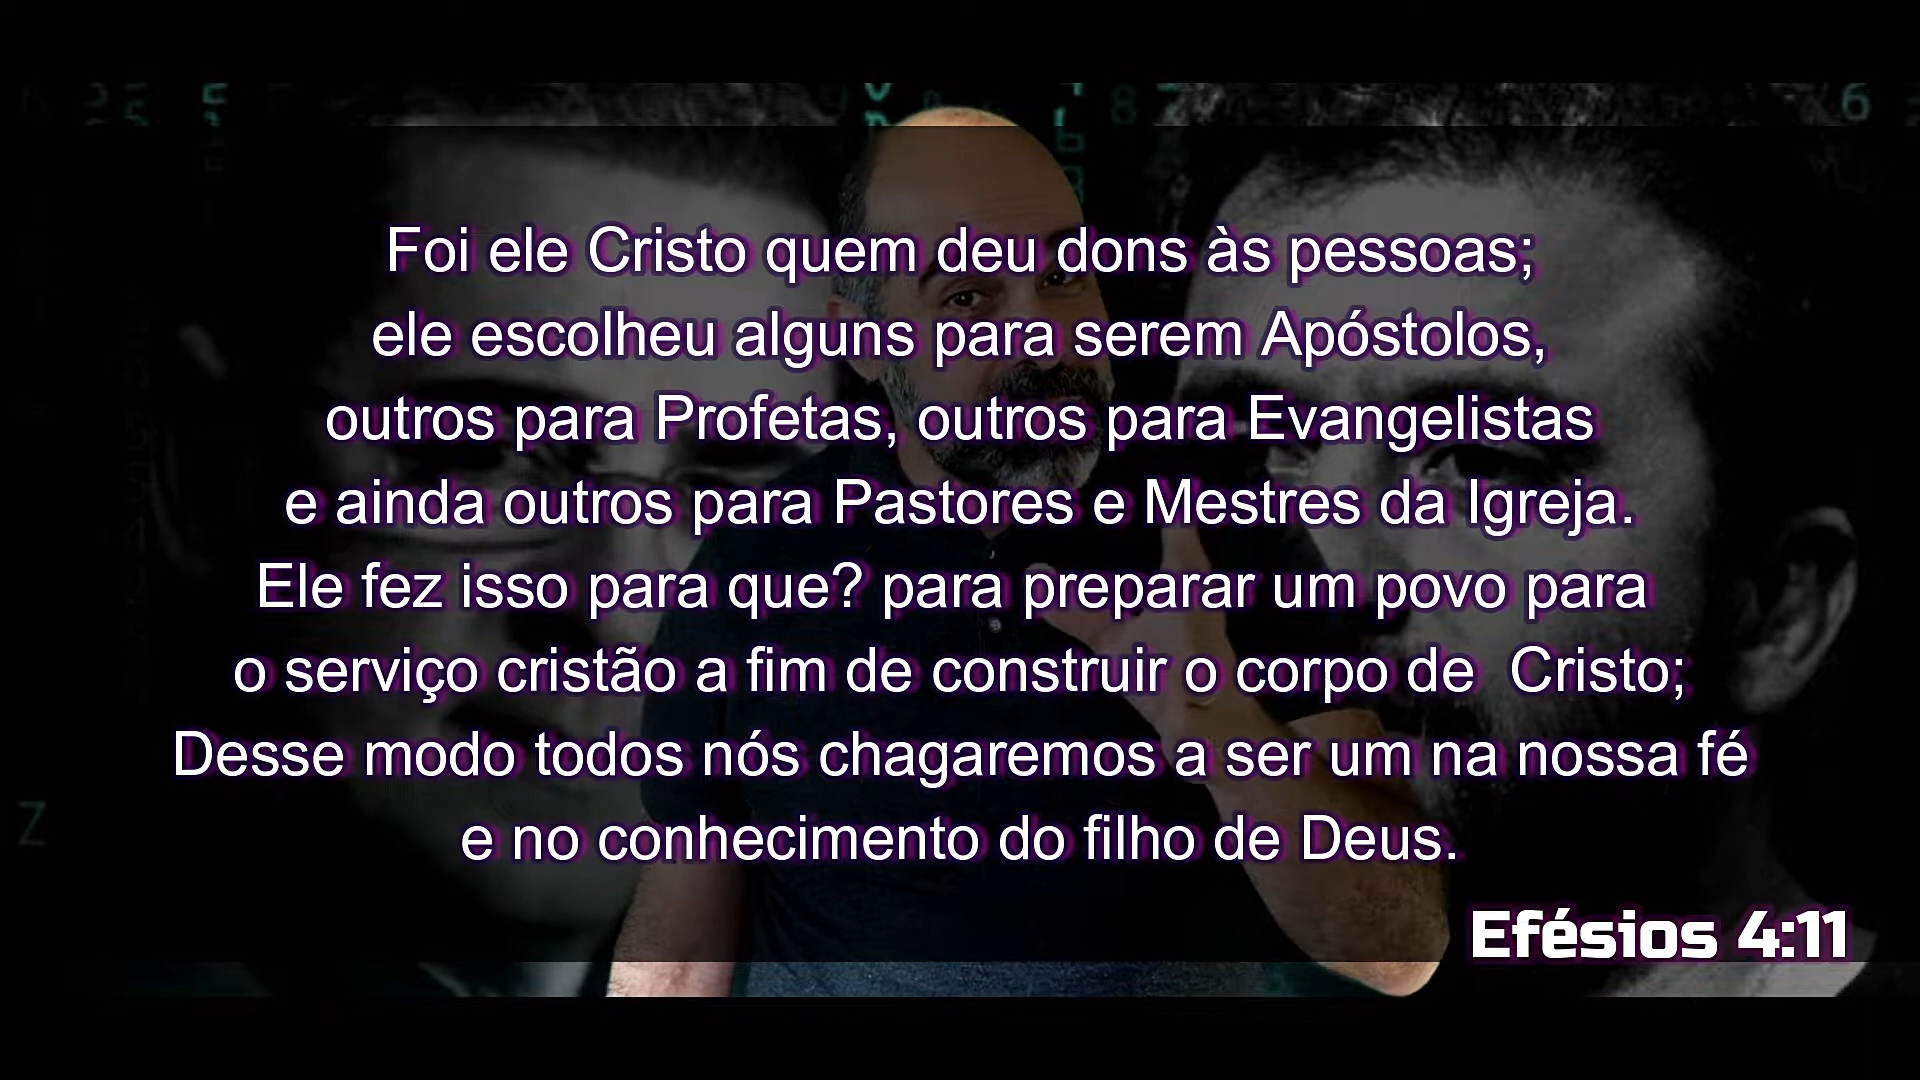 Foi ele Cristo quem deu dons às pessoas;
ele escolheu alguns para serem Apóstolos,
outros para Profetas, outros para Evangelistas
e ainda outros para Pastores e Mestres da Igreja.
Ele fez isso para que? para preparar um povo para
o serviço cristão a fim de construir o corpo de  Cristo;
Desse modo todos nós chagaremos a ser um na nossa fé
e no conhecimento do filho de Deus.
Efésios 4:11